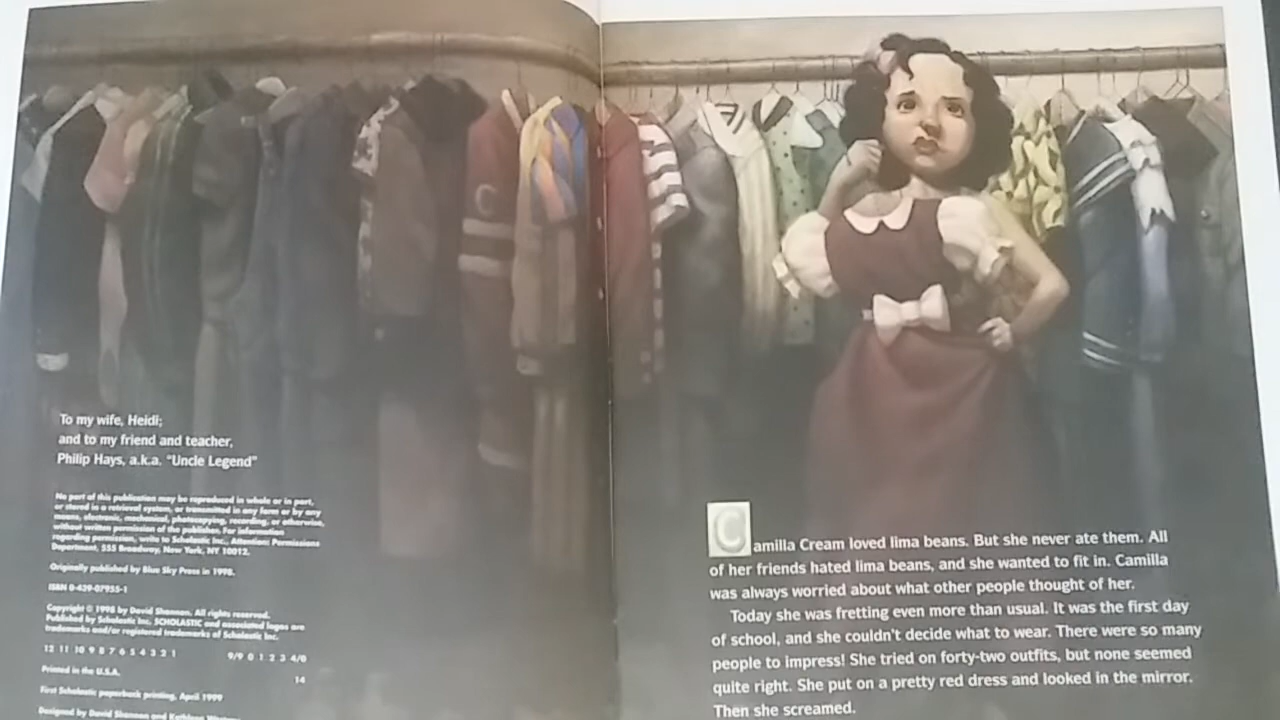 To my wife, Heidi;
and to my friend and teacher,
Philip Hays, a.k.a. "Uncle Legend"
No part of this publication may be reproduced in whole or in part,
or stored in a retrieval system, or transmitted in any form or by any
means, electronic, mechanical, photocopying, recording, or otherwise,
without written permission of the publisher. For information
regarding permission, write to Scholastic Inc., Attention: Permissions
Department, 555 Broadway, New York, NY 10012.
Originally published by Blue Sky Press in 1998.
ISBN 0-439-07955-1
Copyright © 1998 by David Shannon. All rights reserved.
Published by Scholastic Inc. SCHOLASTIC and associated logos are
trademarks and/or registered trademarks of Scholastic Inc.
12 11 10 9 8 7 6 5 4 3 2 1 9/9 0 1 2 3 4/0
14
Printed in the U.S.A.
First Scholastic paperback printing, April 1999
Designed by David Shannon and Kathleen
C
Camilla Cream loved lima beans. But she never ate them. All
of her friends hated lima beans, and she wanted to fit in. Camilla
was always worried about what other people thought of her.
Today she was fretting even more than usual. It was the first day
of school, and she couldn't decide what to wear. There were so many
people to impress! She tried on forty-two outfits, but none seemed
quite right. She put on a pretty red dress and looked in the mirror.
Then she screamed.